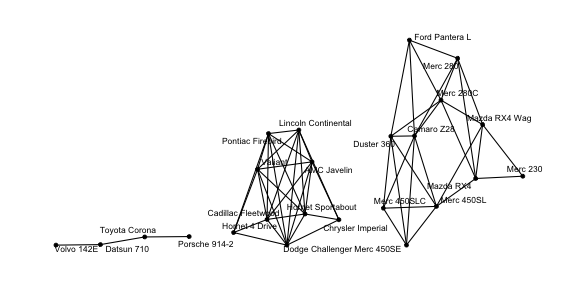 Ford Pantera L
Merc 280
Merc 280C
Mazda RX4 Wag
Lincoln Continental
Camaro Z28
Pontiac Firebird
Duster 360
Valiant
AMC Javelin
Merc 230
Mazda RX4
Merc 450SLC
Merc 450SL
Hornet Sportabout
Cadillac Fleetwood
Hornet 4 Drive
Chrysler Imperial
Toyota Corona
Porsche 914-2
Volvo 142E
Datsun 710
Dodge Challenger
Merc 450SE